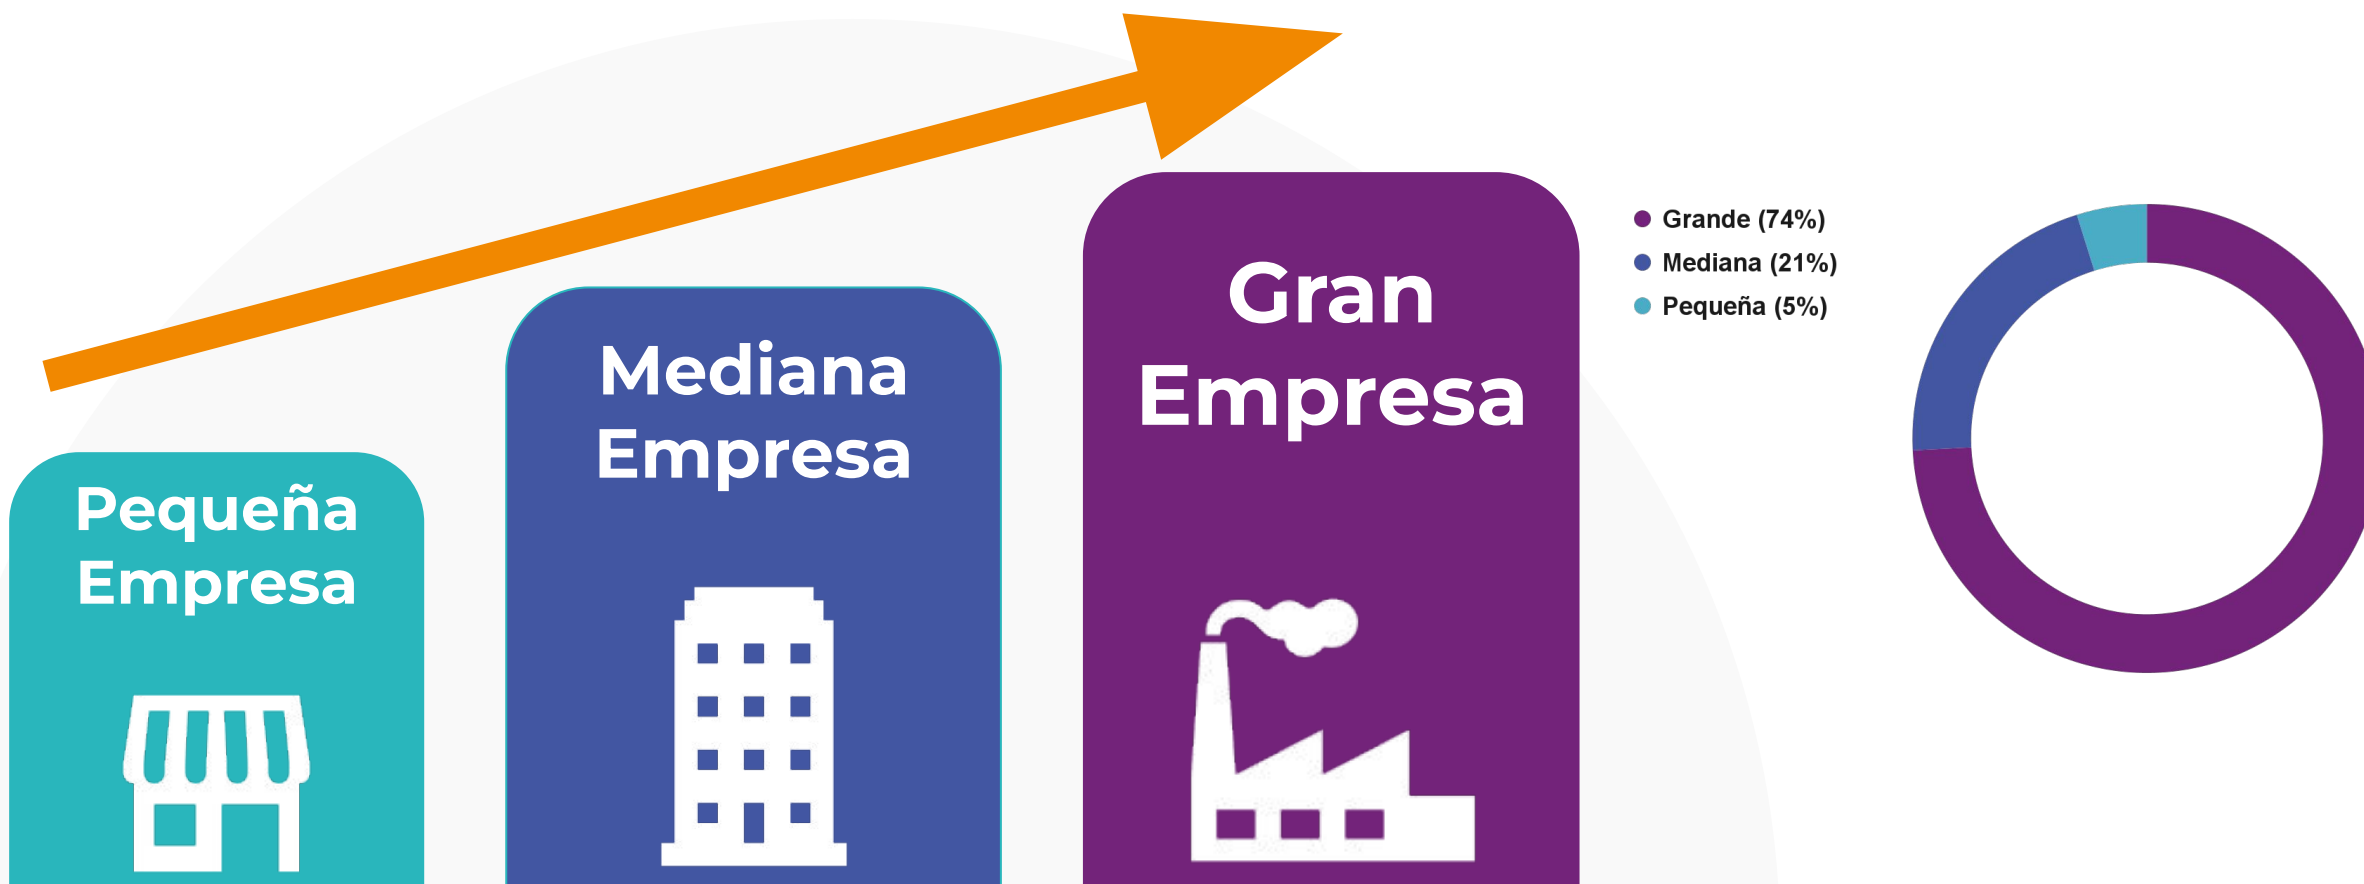 Pequeña
Empresa
Mediana
Empresa
Gran
Empresa
Grande (74%)
Mediana (21%)
Pequeña (5%)